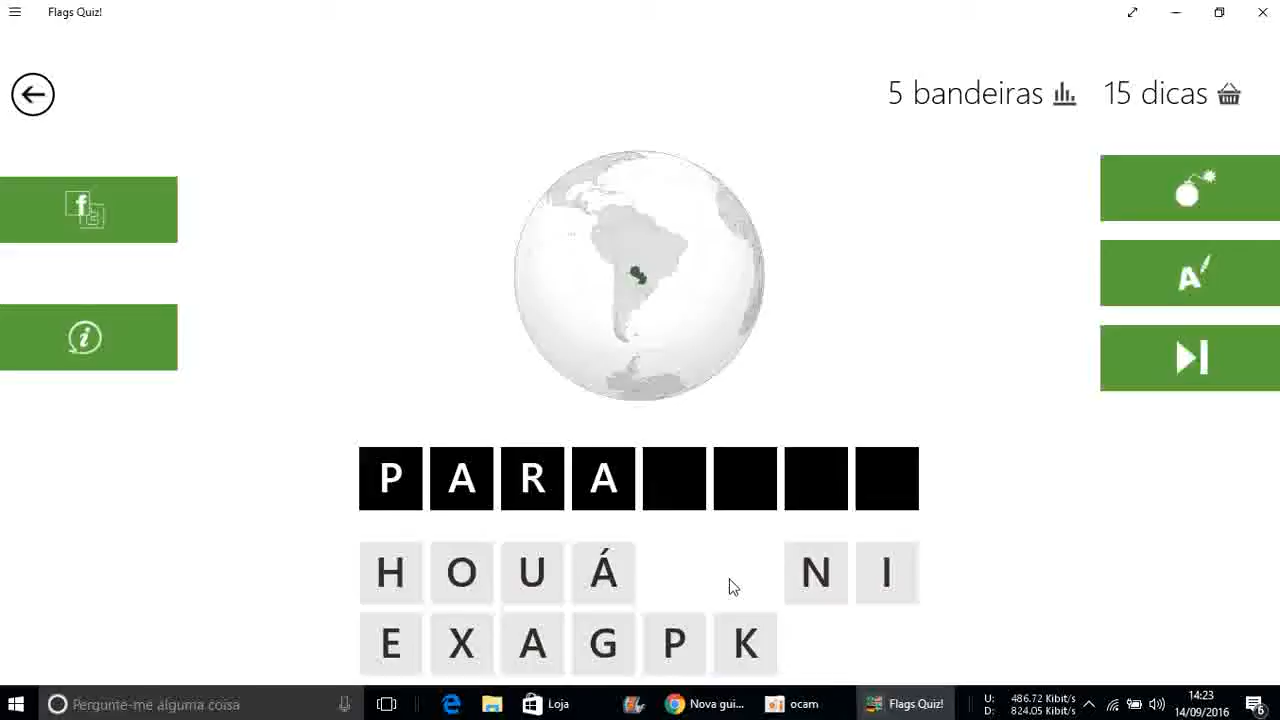 Flags Quiz!
5 bandeiras 15 dicas
f
i
A
P A R A
H O U Á N I
E X A G P K
Pergunte-me alguma coisa
Loja
Nova gui...
ocam
Flags Quiz!
U: 486.72 Kibit/s
D: 824.05 Kibit/s
14:23
14/09/2016
6